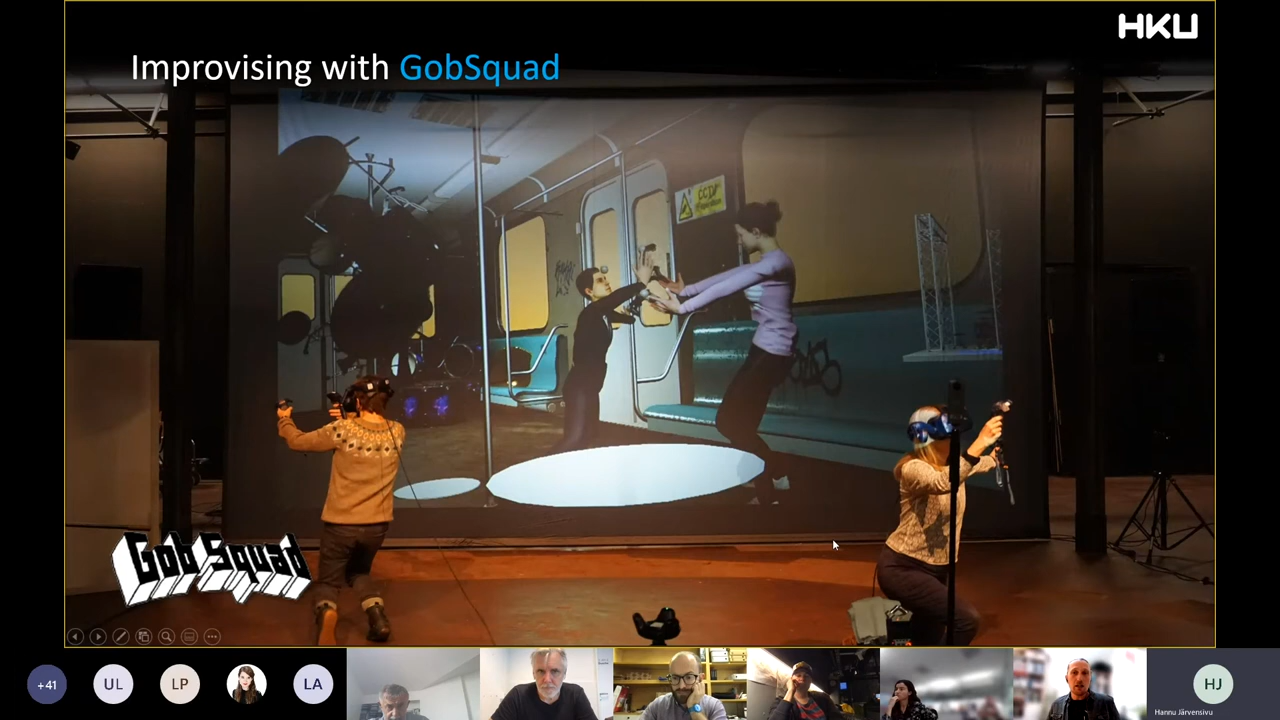 HKU
Improvising with GobSquad
Gob Squad
+41
UL
LP
LA
HJ
Hannu Järvensivu